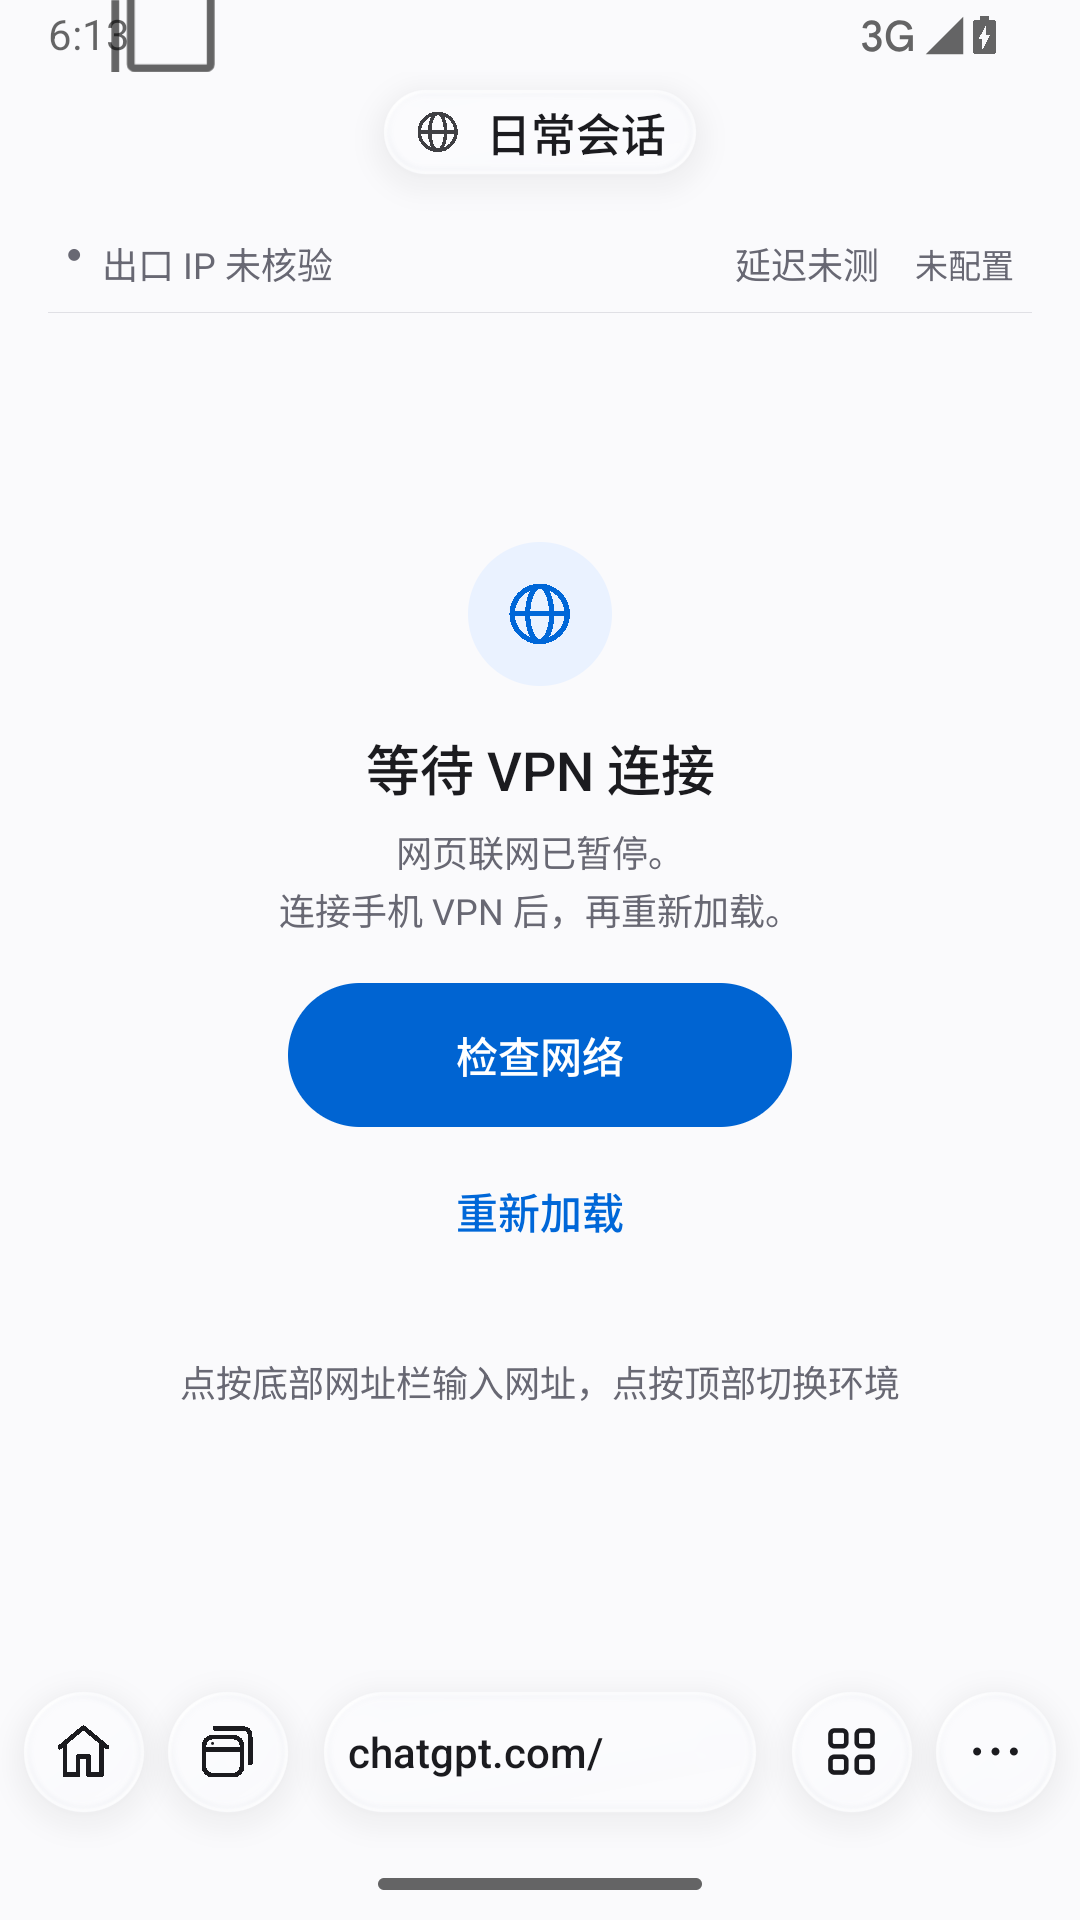 6:13
3G
日常会话
出口 IP 未核验
延迟未测 未配置
等待 VPN 连接
网页联网已暂停。
连接手机 VPN 后，再重新加载。
检查网络
重新加载
点按底部网址栏输入网址，点按顶部切换环境
chatgpt.com/